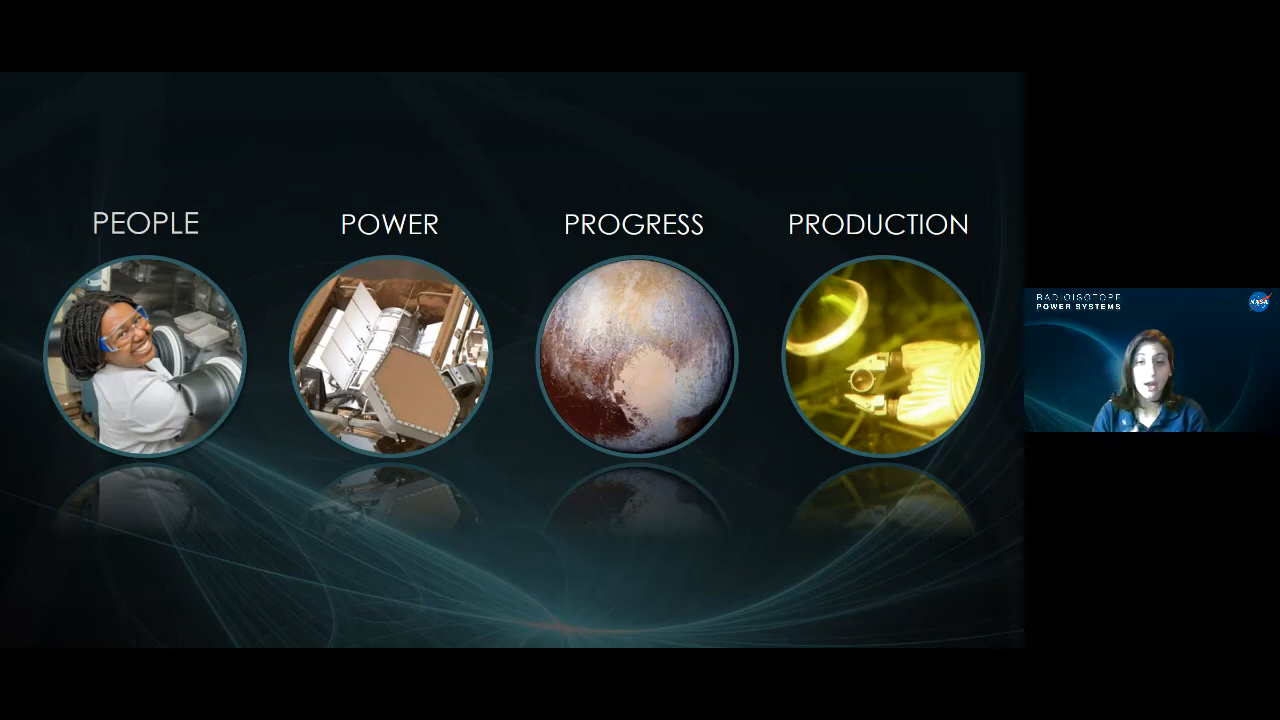 PEOPLE
POWER
PROGRESS
PRODUCTION
RADIOISOTOPE
POWER SYSTEMS
NASA